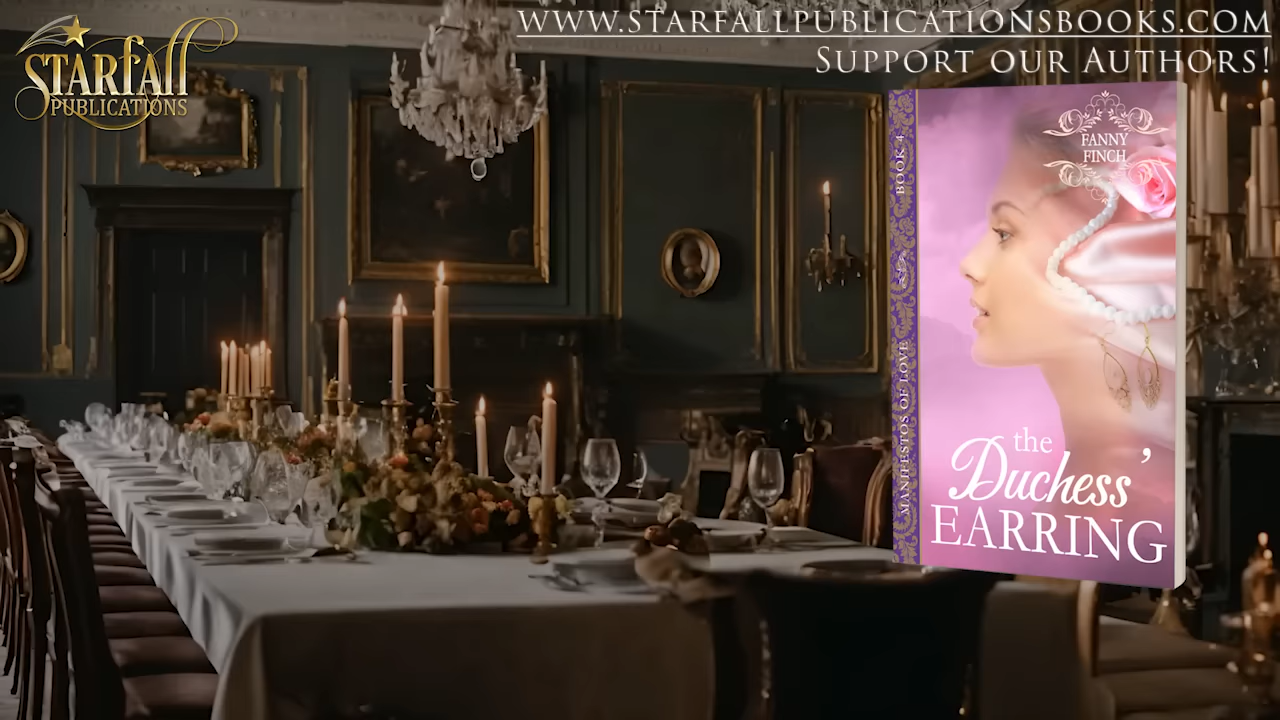 STARfall
PUBLICATIONS
WWW.STARFALLPUBLICATIONSBOOKS.COM
SUPPORT OUR AUTHORS!
BOOK 4
MANIFESTOS OF LOVE
FANNY
FINCH
the
Duchess'
EARRING